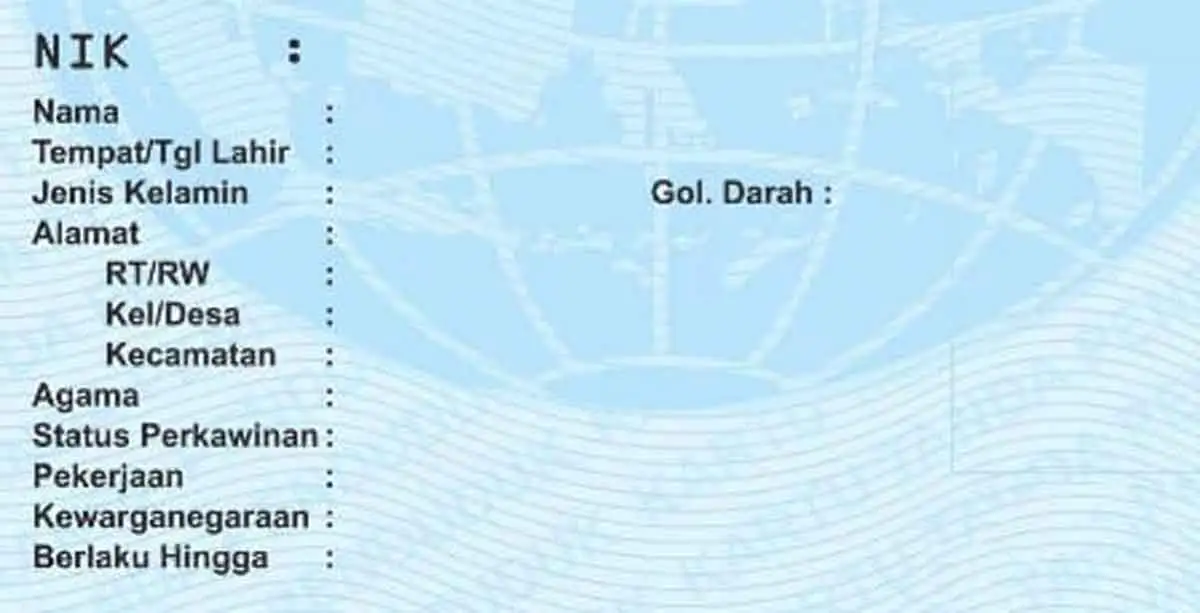 NIK :
Nama :
Tempat/Tgl Lahir :
Jenis Kelamin : Gol. Darah :
Alamat :
RT/RW :
Kel/Desa :
Kecamatan :
Agama :
Status Perkawinan :
Pekerjaan :
Kewarganegaraan :
Berlaku Hingga :